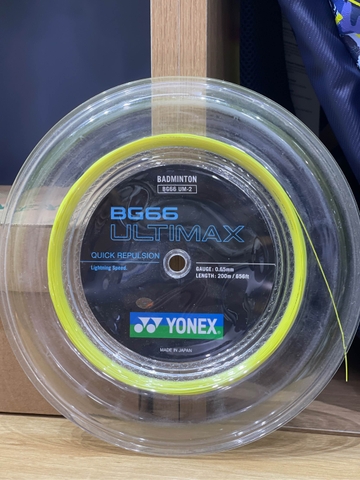 BADMINTON
BG66 UM-2
BG66
ULTIMAX
QUICK REPULSION
Lightning Speed.
GAUGE : 0.65mm
LENGTH : 200m / 656ft
YONEX
MADE IN JAPAN